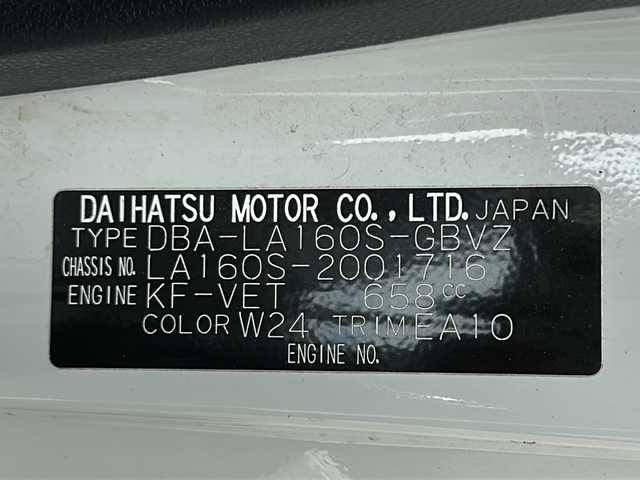 DAIHATSU MOTOR CO., LTD. JAPAN
TYPE DBA-LA160S-GBVZ
CHASSIS NO. LA160S-2001716
ENGINE KF-VET 658cc
COLOR W24 TRIM EA10
ENGINE NO.